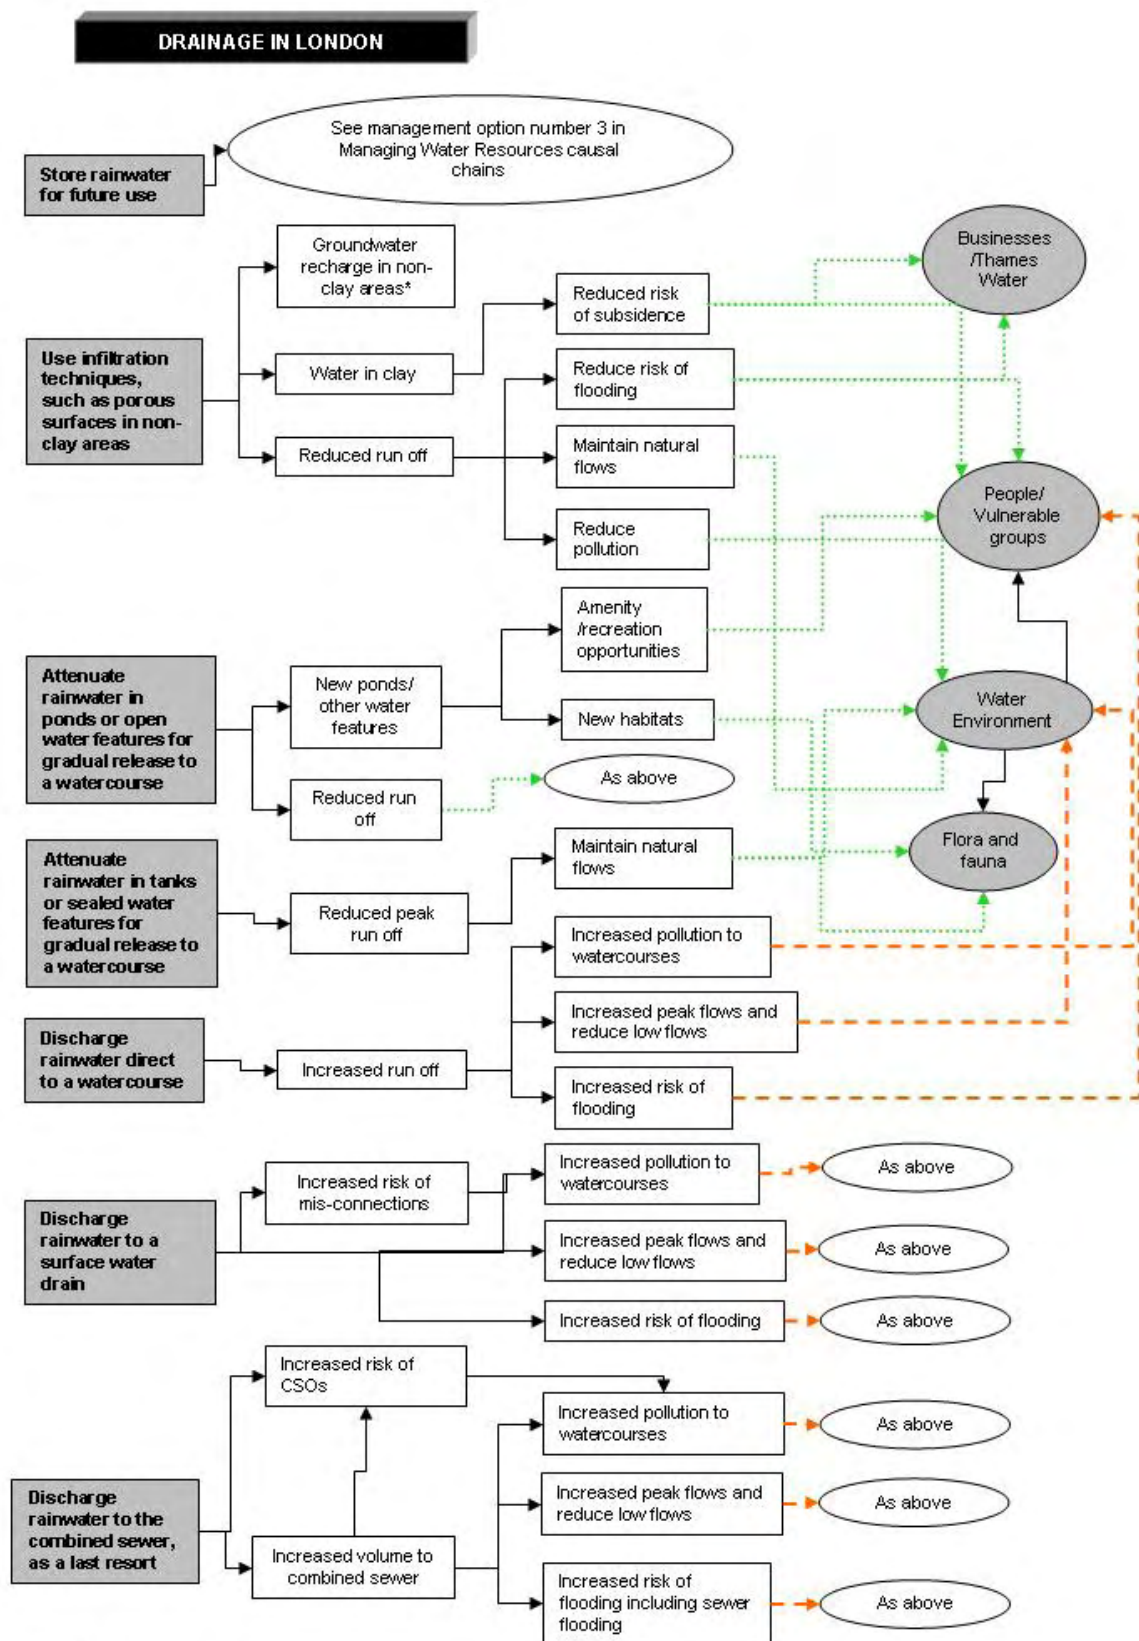 DRAINAGE IN LONDON
See management option number 3 in
Managing Water Resources causal
chains
Store rainwater
for future use
Groundwater
recharge in non-
clay areas*
Businesses
/Thames
Water
Reduced risk
of subsidence
Use infiltration
techniques,
such as porous
surfaces in non-
clay areas
Water in clay
Reduce risk of
flooding
Reduced run off
Maintain natural
flows
People/
Vulnerable
groups
Reduce
pollution
Amenity
/recreation
opportunities
Attenuate
rainwater in
ponds or open
water features for
gradual release to
a watercourse
New ponds/
other water
features
New habitats
Water
Environment
Reduced run
off
As above
Attenuate
rainwater in tanks
or sealed water
features for
gradual release to
a watercourse
Reduced peak
run off
Maintain natural
flows
Flora and
fauna
Increased pollution to
watercourses
Discharge
rainwater direct
to a watercourse
Increased run off
Increased peak flows and
reduce low flows
Increased risk of
flooding
Discharge
rainwater to a
surface water
drain
Increased risk of
mis-connections
Increased pollution to
watercourses
As above
Increased peak flows and
reduce low flows
As above
Increased risk of flooding
As above
Discharge
rainwater to the
combined sewer,
as a last resort
Increased risk of
CSOs
Increased volume to
combined sewer
Increased pollution to
watercourses
As above
Increased peak flows and
reduce low flows
As above
Increased risk of
flooding including sewer
flooding
As above